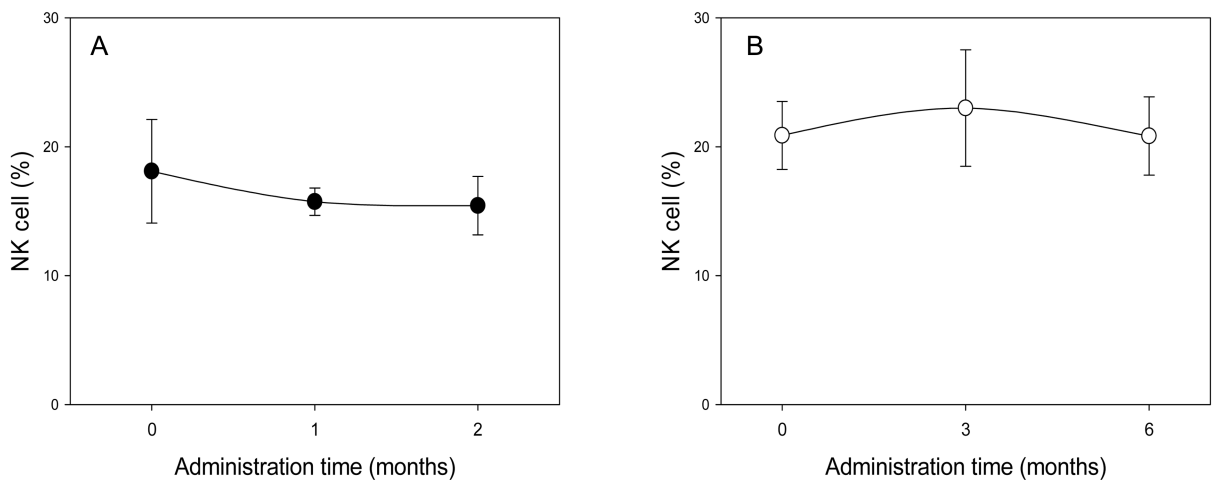 A
NK cell (%)
30
20
10
0
0 1 2
Administration time (months)
B
NK cell (%)
30
20
10
0
0 3 6
Administration time (months)